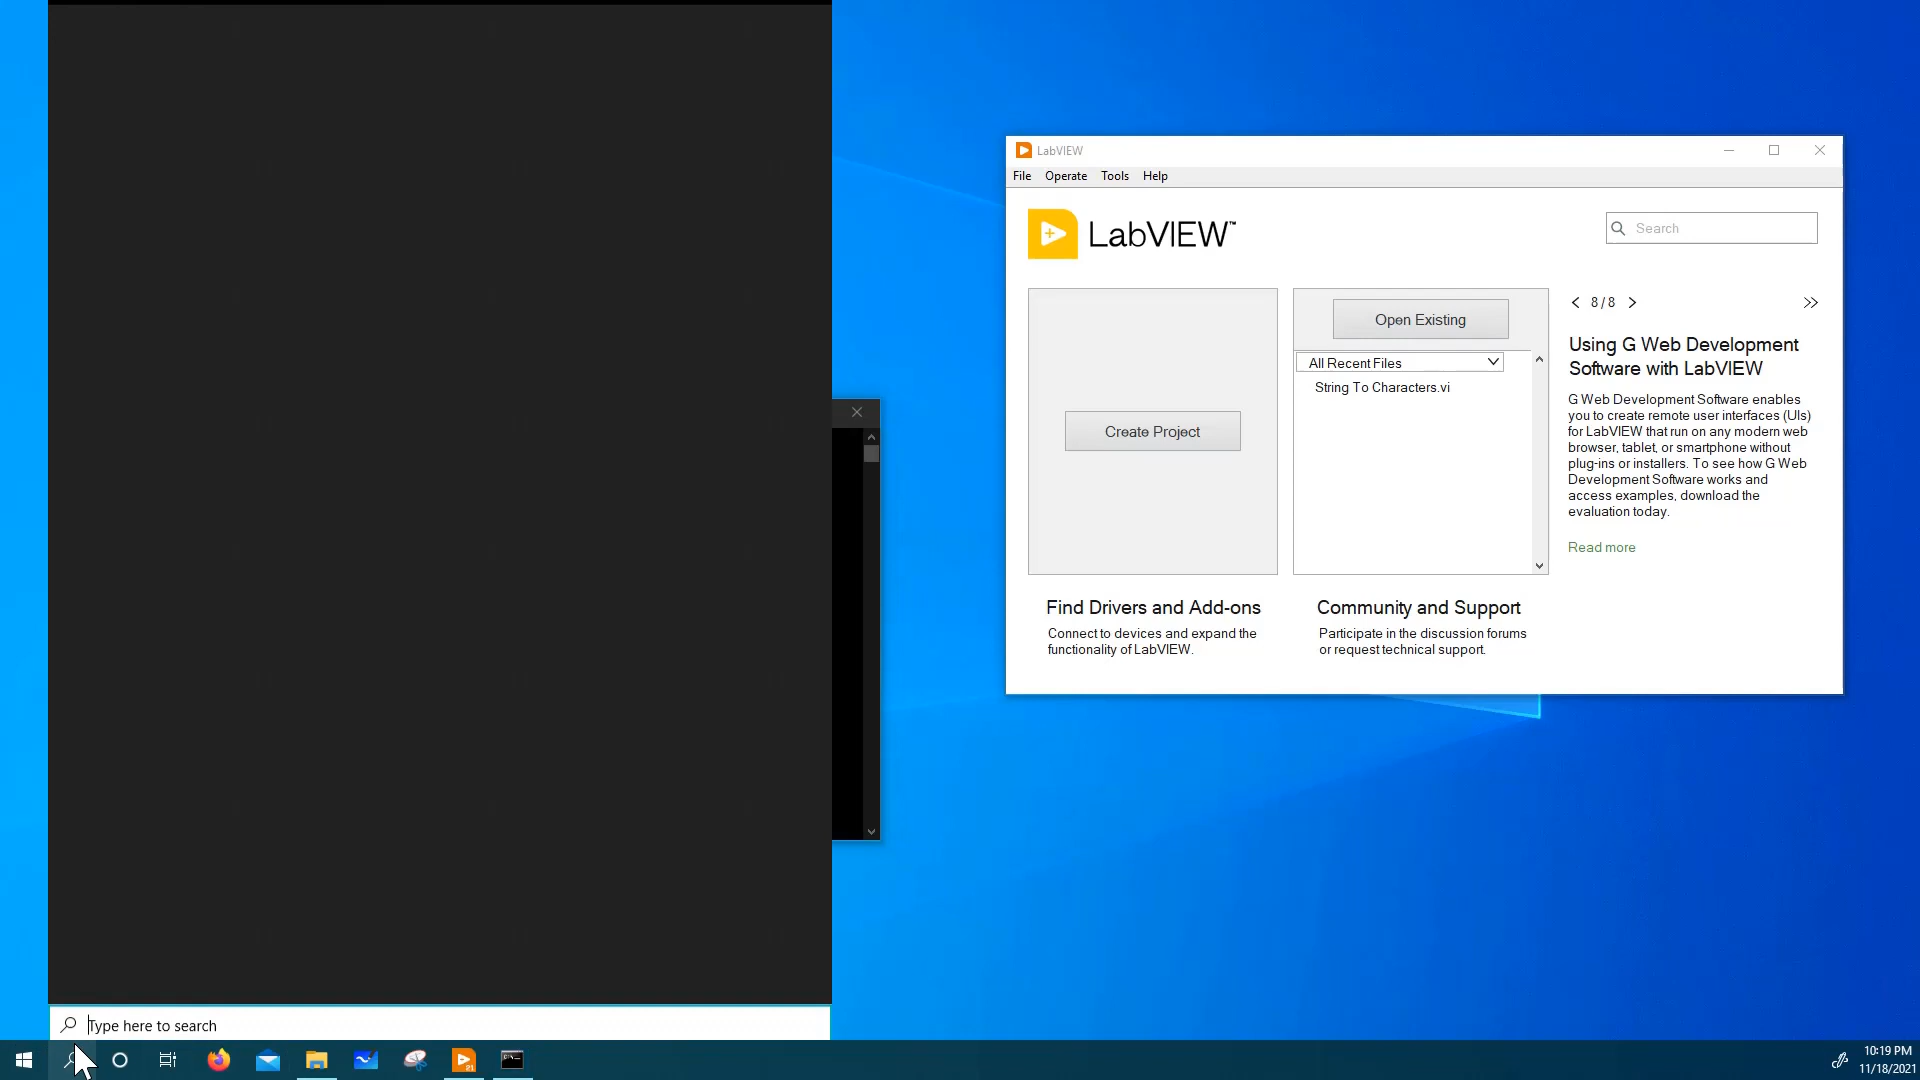 LabVIEW
File Operate Tools Help
LabVIEW™
Search
Create Project
Open Existing
All Recent Files
String To Characters.vi
8/8
Using G Web Development
Software with LabVIEW
G Web Development Software enables
you to create remote user interfaces (UIs)
for LabVIEW that run on any modern web
browser, tablet, or smartphone without
plug-ins or installers. To see how G Web
Development Software works and
access examples, download the
evaluation today.
Read more
Find Drivers and Add-ons
Connect to devices and expand the
functionality of LabVIEW.
Community and Support
Participate in the discussion forums
or request technical support.
Type here to search
21
10:19 PM
11/18/2021